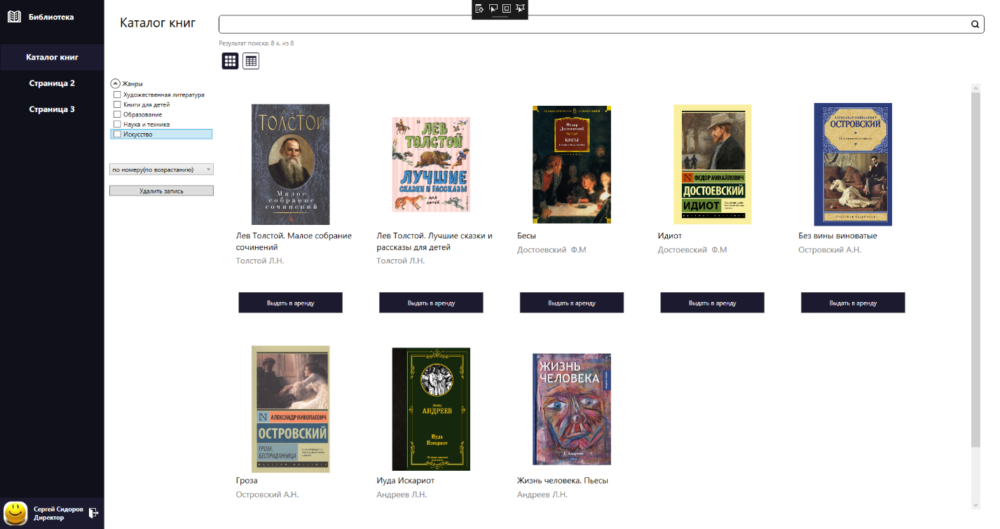 Библиотека
Каталог книг
Страница 2
Страница 3
Сергей Сидоров
Директор
Каталог книг
Результат поиска: 8 к. из 8
Жанры
Художественная литература
Книги для детей
Образование
Наука и техника
Искусство
по номеру(по возрастанию)
Удалить запись
ТОЛСТОЙ
Малое
собрание
сочинений
Лев Толстой. Малое собрание
сочинений
Толстой Л.Н.
Выдать в аренду
ЛЕВ
ТОЛСТОЙ
ЛУЧШИЕ
СКАЗКИ И РАССКАЗЫ
для
детей
Лев Толстой. Лучшие сказки и
рассказы для детей
Толстой Л.Н.
Выдать в аренду
Федор
Достоевский
БЕСЫ
Бесы
Достоевский Ф.М
Выдать в аренду
ФЕДОР МИХАЙЛОВИЧ
ДОСТОЕВСКИЙ
ИДИОТ
Идиот
Достоевский Ф.М
Выдать в аренду
АЛЕКСАНДР НИКОЛАЕВИЧ
ОСТРОВСКИЙ
Без вины виноватые
Островский А.Н.
Выдать в аренду
АЛЕКСАНДР НИКОЛАЕВИЧ
ОСТРОВСКИЙ
ГРОЗА.
БЕСПРИДАННИЦА
Гроза
Островский А.Н.
АНДРЕЕВ
Иуда
Искариот
Иуда Искариот
Андреев Л.Н.
ЖИЗНЬ
ЧЕЛОВЕКА
Л. Андреев
Жизнь человека. Пьесы
Андреев Л.Н.